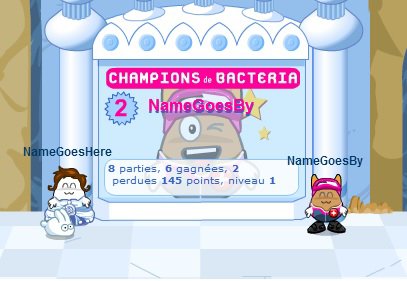 CHAMPIONS de BACTERIA
2 NameGoesBy
NameGoesHere
NameGoesBy
8 parties, 6 gagnées, 2
perdues 145 points, niveau 1